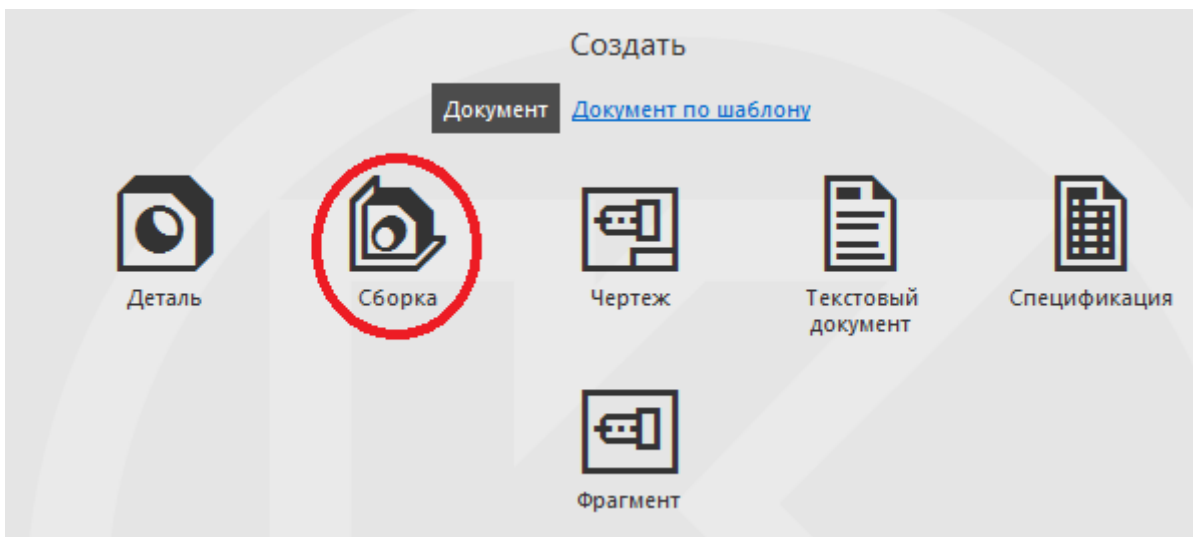 Создать
Документ Документ по шаблону
Деталь Сборка Чертеж Текстовый документ Спецификация
Фрагмент